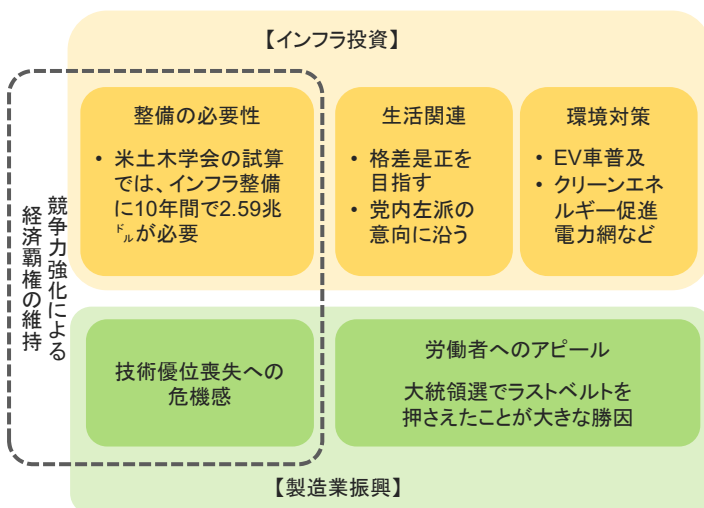 【インフラ投資】
整備の必要性
• 米土木学会の試算
では、インフラ整備
に10年間で2.59兆
ドルが必要
生活関連
• 格差是正を
目指す
• 党内左派の
意向に沿う
環境対策
• EV車普及
• クリーンエネ
ルギー促進
電力網など
競争力強化による
経済覇権の維持
技術優位喪失への
危機感
労働者へのアピール
大統領選でラストベルトを
押さえたことが大きな勝因
【製造業振興】